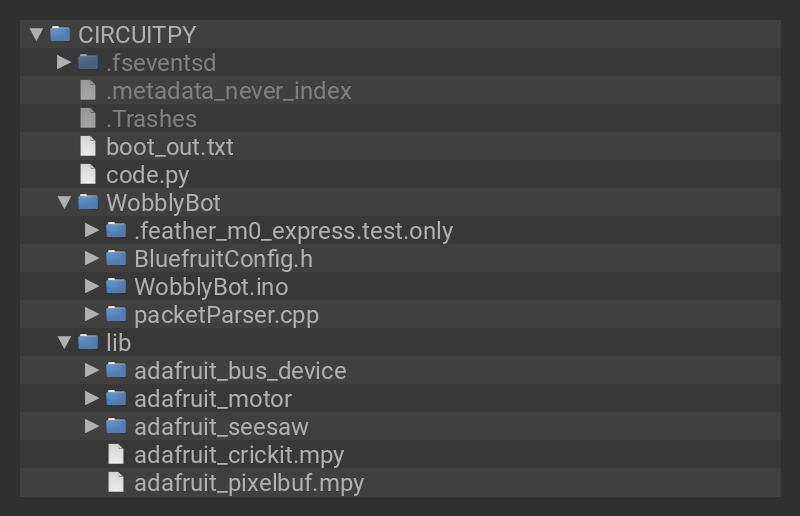 CIRCUITPY
.fseventsd
.metadata_never_index
.Trashes
boot_out.txt
code.py
WobblyBot
.feather_m0_express.test.only
BluefruitConfig.h
WobblyBot.ino
packetParser.cpp
lib
adafruit_bus_device
adafruit_motor
adafruit_seesaw
adafruit_crickit.mpy
adafruit_pixelbuf.mpy